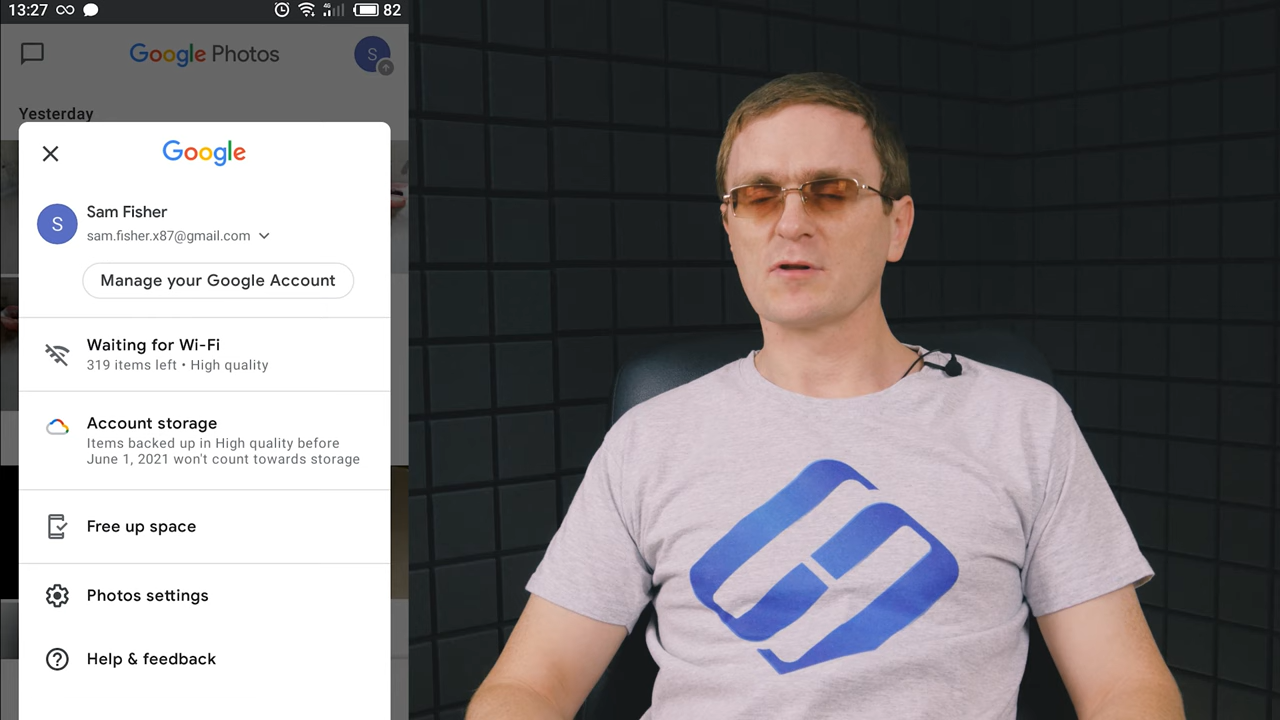 13:27
4G
82
Google Photos
S
Yesterday
Google
S
Sam Fisher
sam.fisher.x87@gmail.com
Manage your Google Account
Waiting for Wi-Fi
319 items left • High quality
Account storage
Items backed up in High quality before
June 1, 2021 won't count towards storage
Free up space
Photos settings
Help & feedback